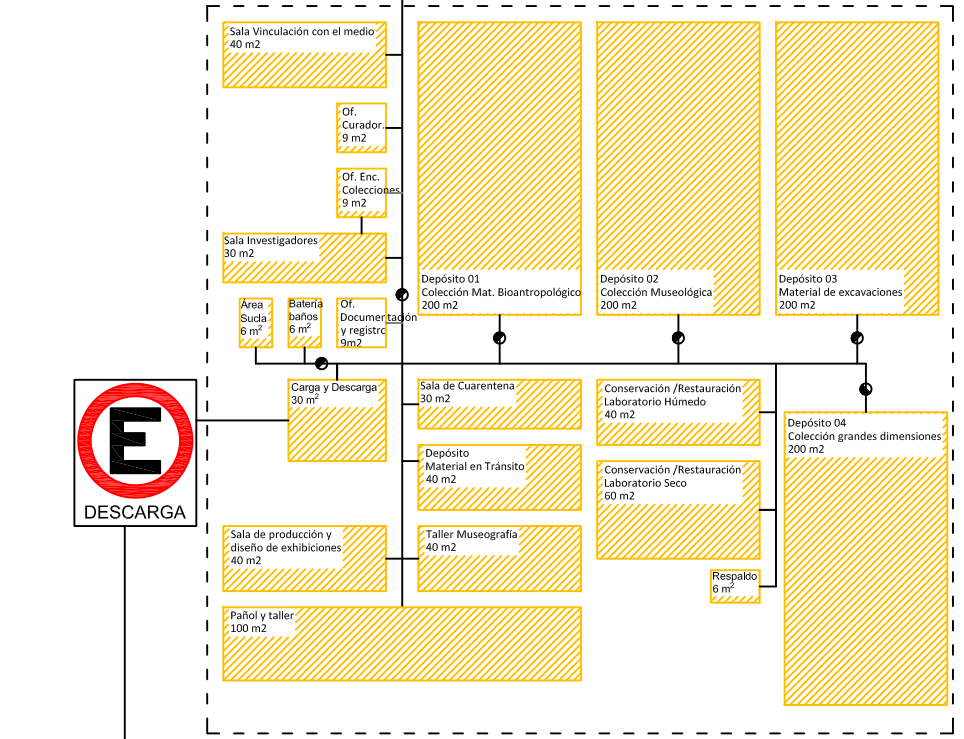 Sala Vinculación con el medio
40 m2
Of.
Curador.
9 m2
Of. Enc.
Colecciones
9 m2
Sala Investigadores
30 m2
Depósito 01
Colección Mat. Bioantropológico
200 m2
Depósito 02
Colección Museológica
200 m2
Depósito 03
Material de excavaciones
200 m2
Área
Sucia
6 m²
Batería
baños
6 m²
Of.
Documentación
y registro
9m2
Carga y Descarga
30 m²
Sala de Cuarentena
30 m2
Conservación /Restauración
Laboratorio Húmedo
40 m2
Depósito 04
Colección grandes dimensiones
200 m2
E
DESCARGA
Depósito
Material en Tránsito
40 m2
Conservación /Restauración
Laboratorio Seco
60 m2
Sala de producción y
diseño de exhibiciones
40 m2
Taller Museografía
40 m2
Respaldo
6 m²
Pañol y taller
100 m2